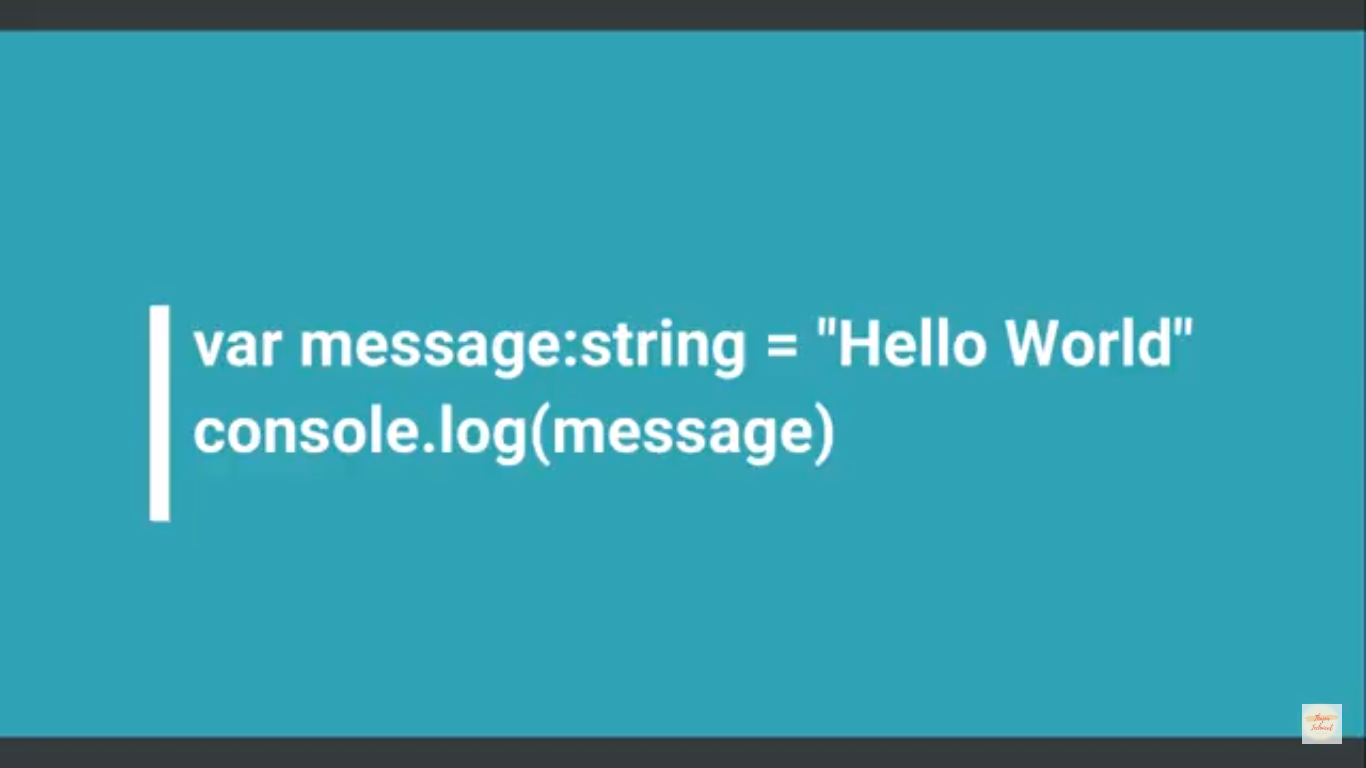 var message:string = "Hello World"
console.log(message)